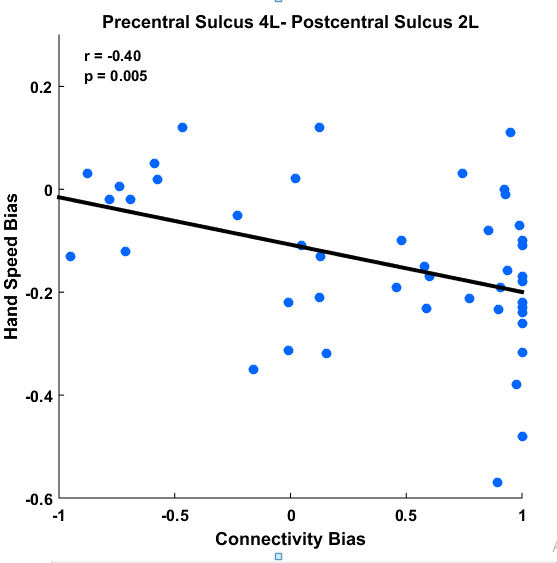 Precentral Sulcus 4L- Postcentral Sulcus 2L
r = -0.40
p = 0.005
0.2
0
-0.2
-0.4
-0.6
Hand Speed Bias
-1
-0.5
0
0.5
1
Connectivity Bias